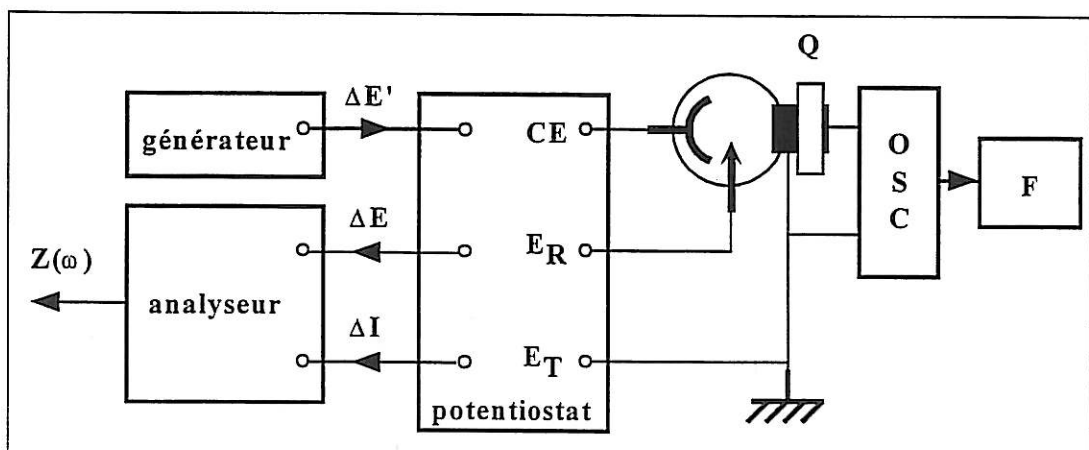 Q
ΔE'
générateur
CE
O
S
C
F
ΔE
E_R
Z(ω)
analyseur
ΔI
E_T
potentiostat